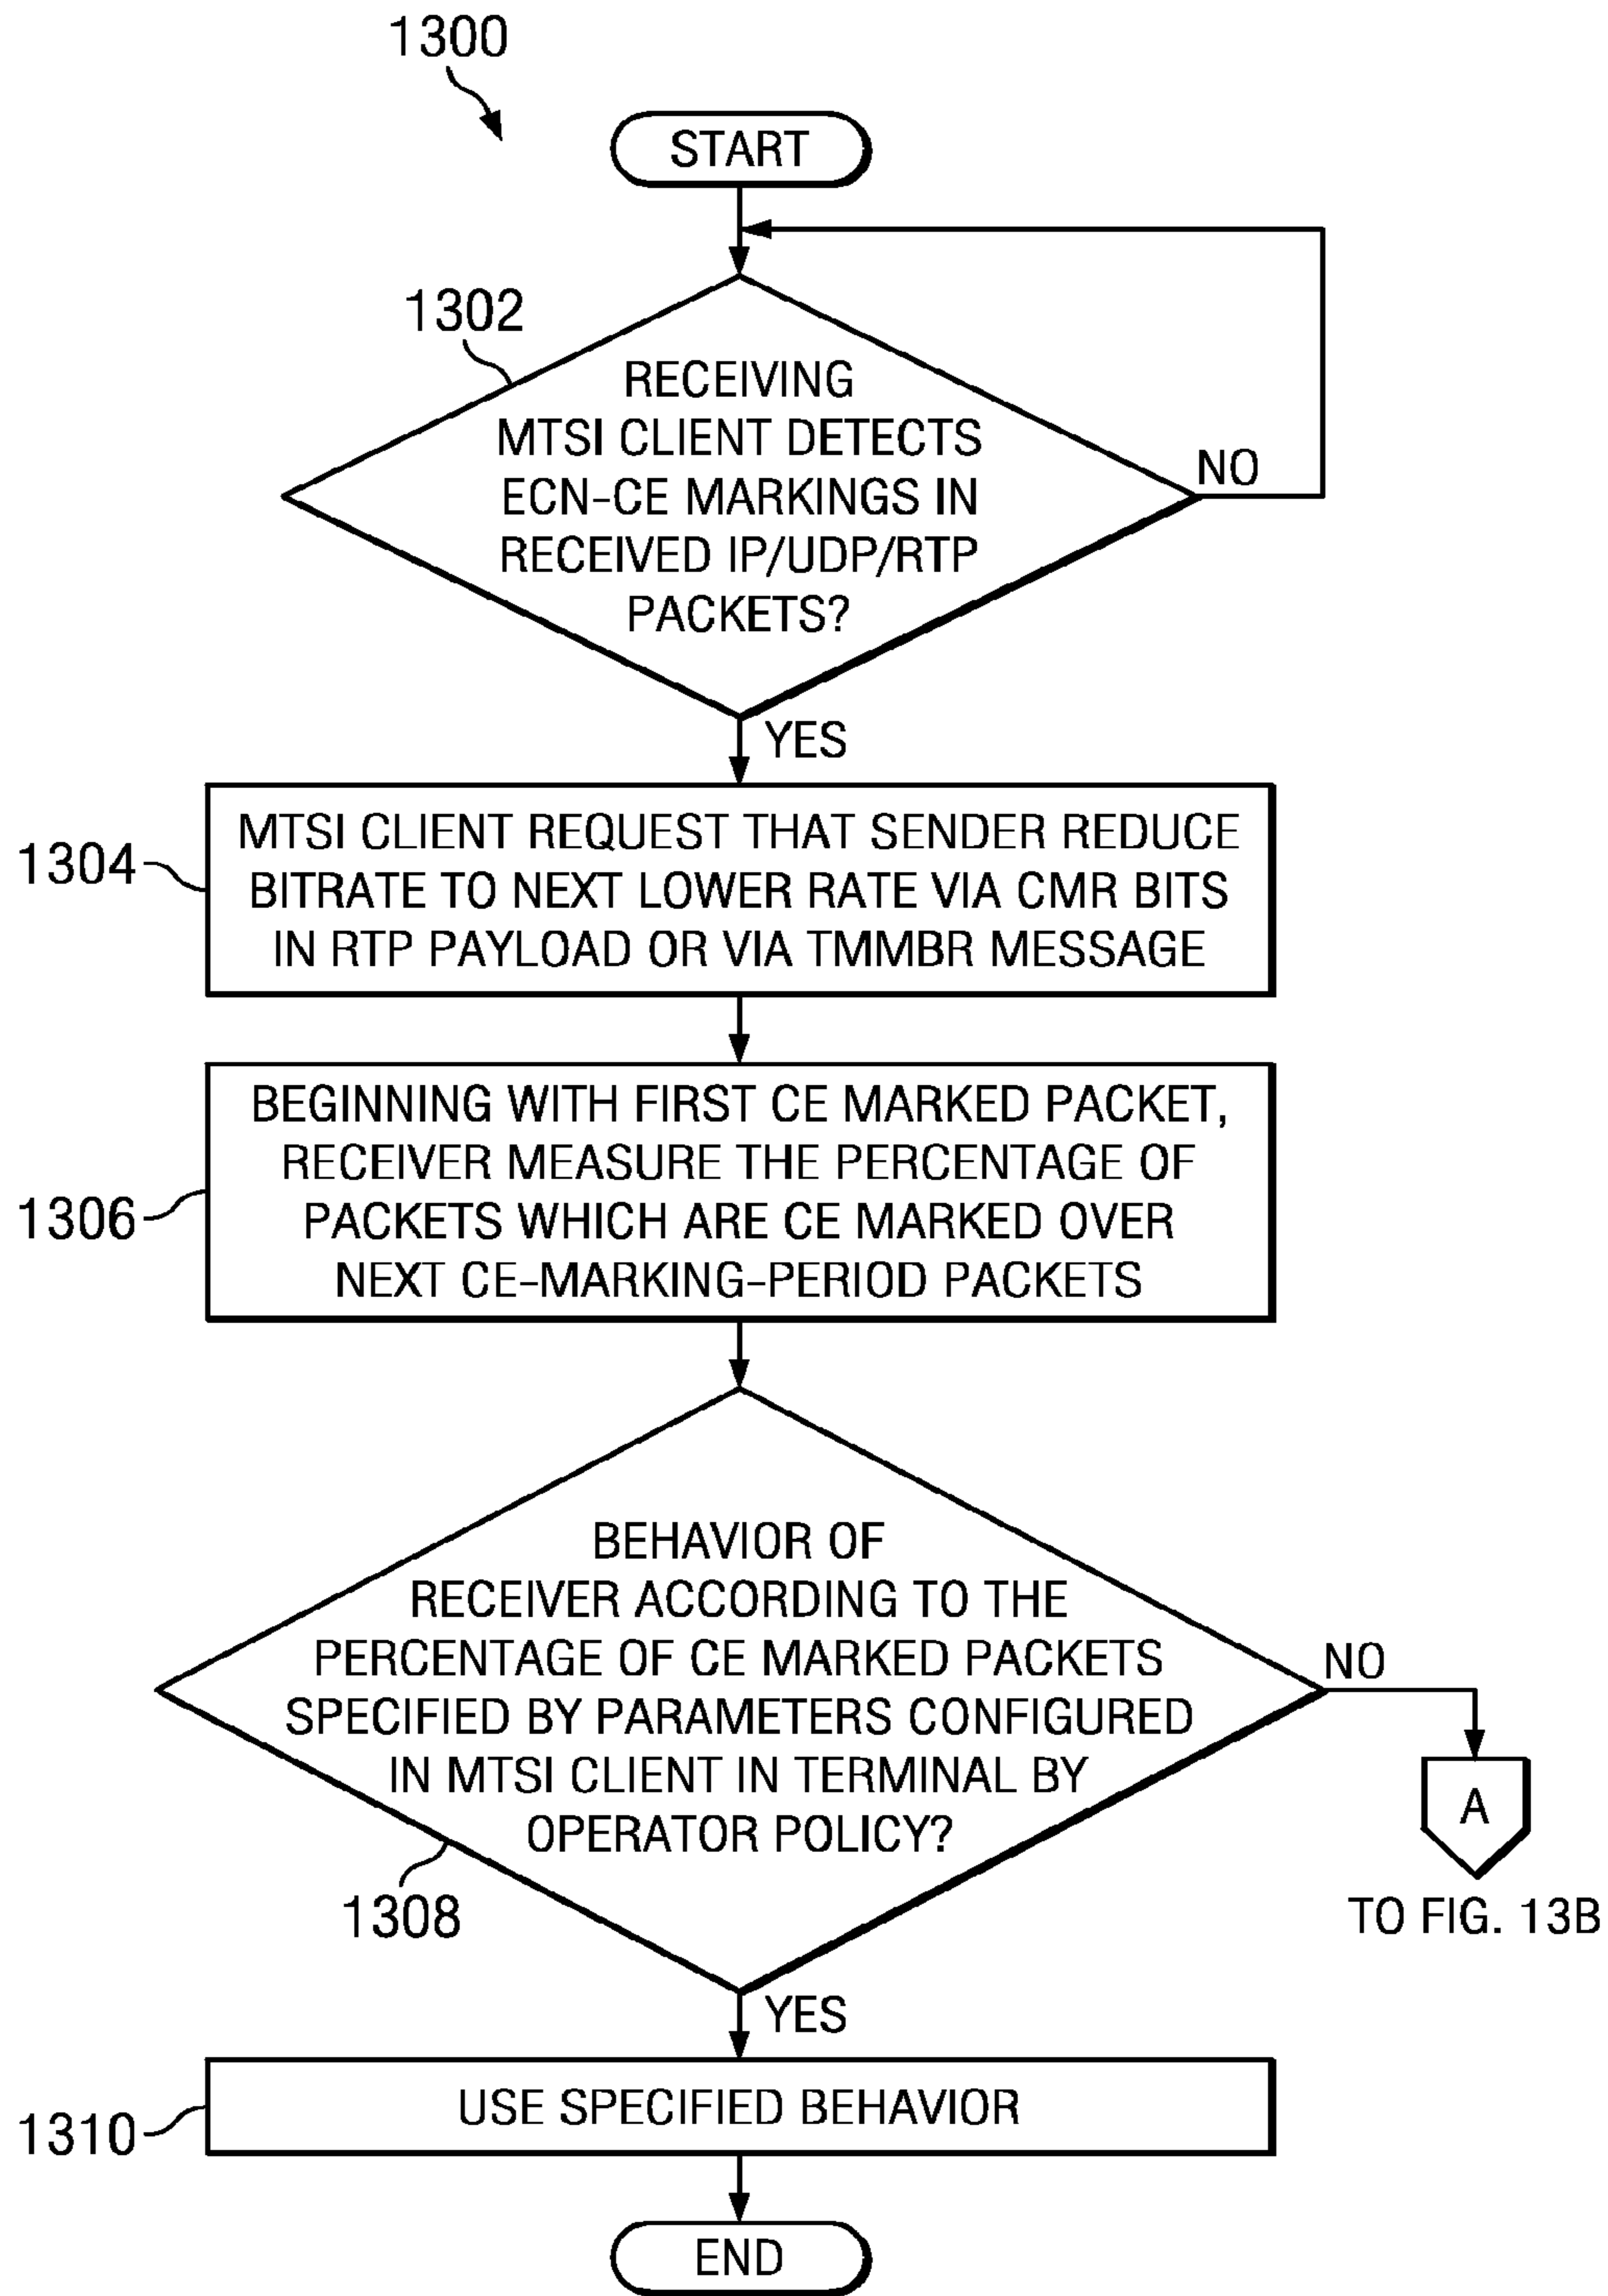 1300
START
1302
RECEIVING
MTSI CLIENT DETECTS
ECN-CE MARKINGS IN
RECEIVED IP/UDP/RTP
PACKETS?
NO
YES
1304
MTSI CLIENT REQUEST THAT SENDER REDUCE
BITRATE TO NEXT LOWER RATE VIA CMR BITS
IN RTP PAYLOAD OR VIA TMMBR MESSAGE
1306
BEGINNING WITH FIRST CE MARKED PACKET,
RECEIVER MEASURE THE PERCENTAGE OF
PACKETS WHICH ARE CE MARKED OVER
NEXT CE-MARKING-PERIOD PACKETS
BEHAVIOR OF
RECEIVER ACCORDING TO THE
PERCENTAGE OF CE MARKED PACKETS
SPECIFIED BY PARAMETERS CONFIGURED
IN MTSI CLIENT IN TERMINAL BY
OPERATOR POLICY?
1308
NO
A
TO FIG. 13B
YES
1310
USE SPECIFIED BEHAVIOR
END